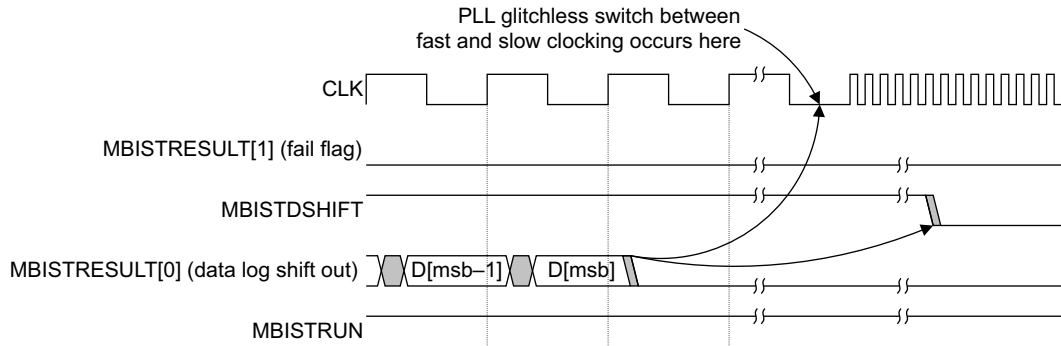 PLL glitchless switch between
fast and slow clocking occurs here
CLK
MBISTRESULT[1] (fail flag)
MBISTDSHIFT
MBISTRESULT[0] (data log shift out)
D[msb–1]
D[msb]
MBISTRUN